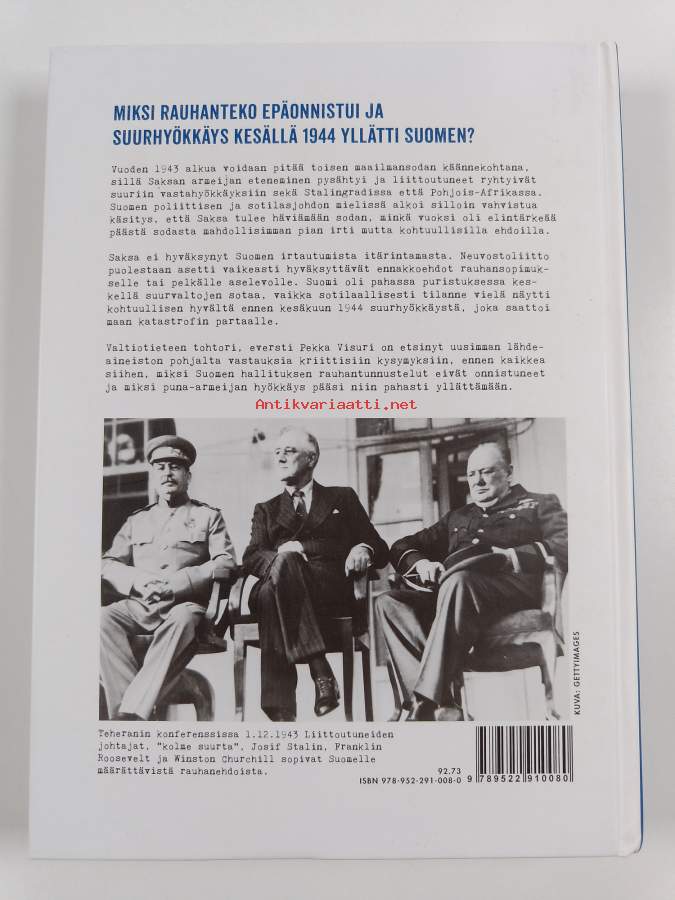 MIKSI RAUHANTEKO EPÄONNISTUI JA
SUURHYÖKKÄYS KESÄLLÄ 1944 YLLÄTTI SUOMEN?
Vuoden 1943 alkua voidaan pitää toisen maailmansodan käännekohtana,
sillä Saksan armeijan eteneminen pysähtyi ja liittoutuneet ryhtyivät
suuriin vastahyökkäyksiin sekä Stalingradissa että Pohjois-Afrikassa.
Suomen poliittisen ja sotilasjohdon mielissä alkoi silloin vahvistua
käsitys, että Saksa tulee häviämään sodan, minkä vuoksi oli elintärkeää
päästä sodasta mahdollisimman pian irti mutta kohtuullisilla ehdoilla.
Saksa ei hyväksynyt Suomen irtautumista itärintamasta. Neuvostoliitto
puolestaan asetti vaikeasti hyväksyttävät ennakkoehdot rauhansopimuk-
selle tai pelkälle aselevolle. Suomi oli pahassa puristuksessa kes-
kellä suurvaltojen sotaa, vaikka sotilaallisesti tilanne vielä näytti
kohtuullisen hyvältä ennen kesäkuun 1944 suurhyökkäystä, joka saattoi
maan katastrofin partaalle.
Valtiotieteen tohtori, eversti Pekka Visuri on etsinyt uusimman lähde-
aineiston pohjalta vastauksia kriittisiin kysymyksiin, ennen kaikkea
siihen, miksi Suomen hallituksen rauhantunnustelut eivät onnistuneet
ja miksi puna-armeijan hyökkäys pääsi niin pahasti yllättämään.
Antikvariaatti.net
KUVA: GETTYIMAGES
Teheranin konferenssissa 1.12.1943 Liittoutuneiden
johtajat, "kolme suurta", Josif Stalin, Franklin
Roosevelt ja Winston Churchill sopivat Suomelle
määrättävistä rauhanehdoista.
92.73
ISBN 978-952-291-008-0
9 789522 910080